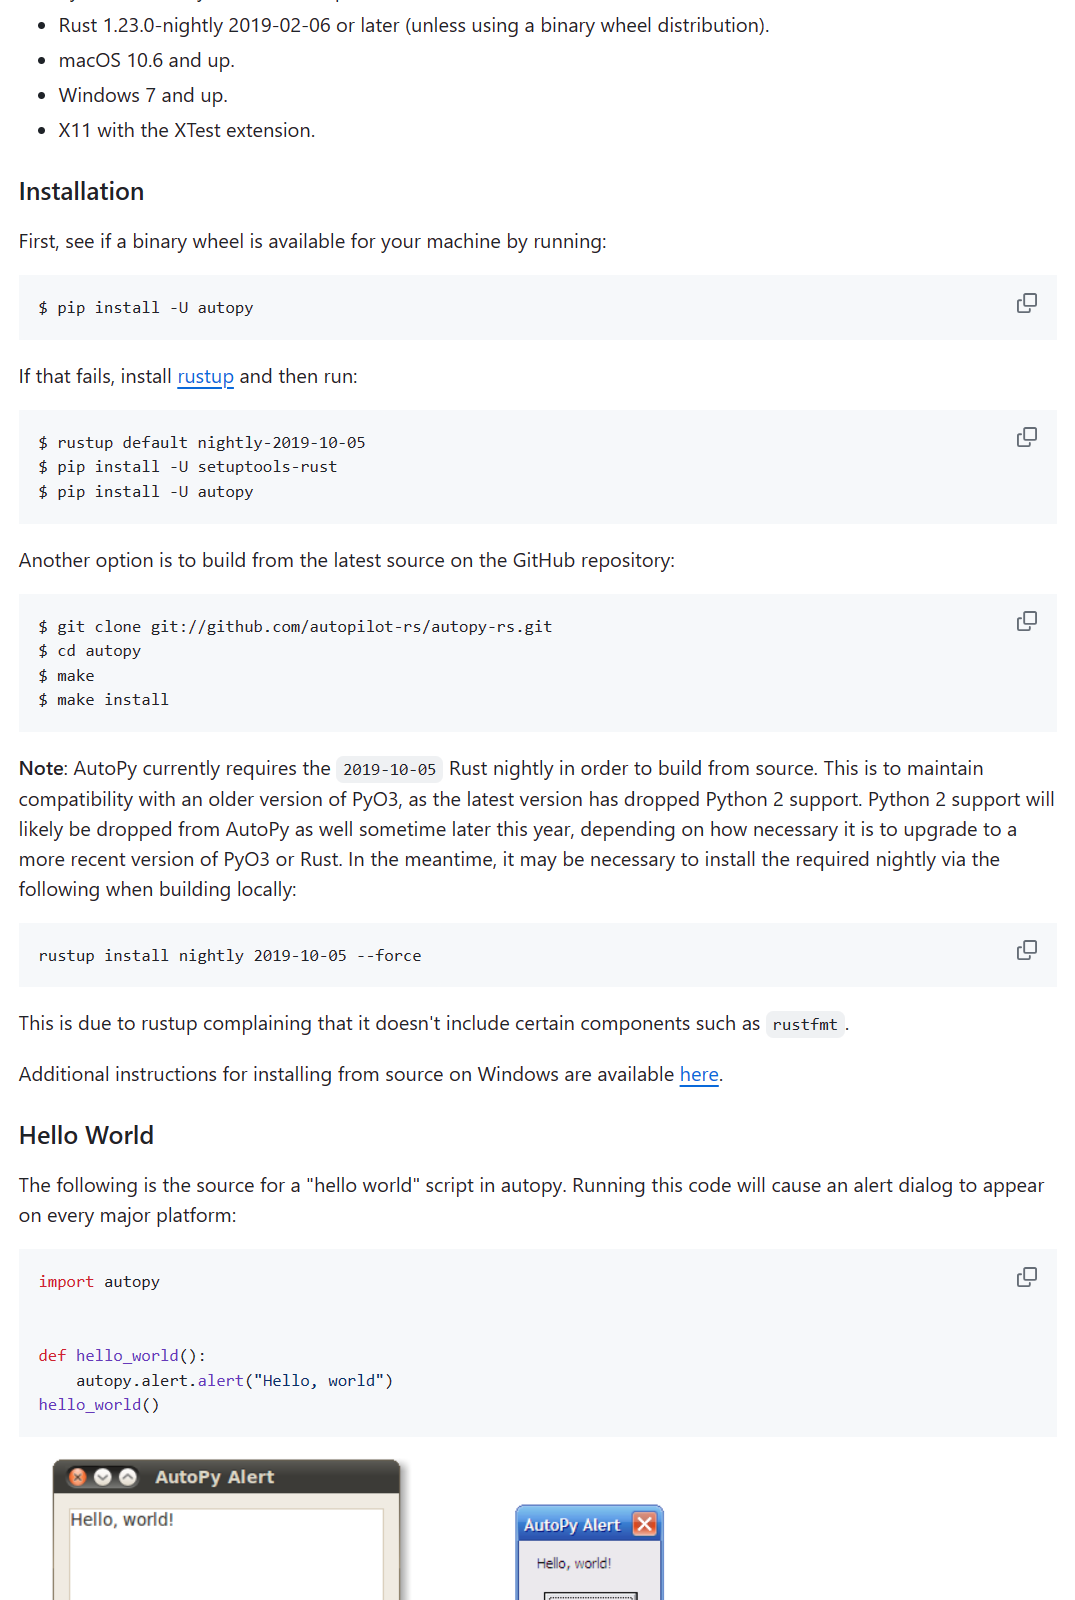 Rust 1.23.0-nightly 2019-02-06 or later (unless using a binary wheel distribution).
macOS 10.6 and up.
Windows 7 and up.
X11 with the XTest extension.
Installation
First, see if a binary wheel is available for your machine by running:
$ pip install -U autopy
If that fails, install rustup and then run:
$ rustup default nightly-2019-10-05
$ pip install -U setuptools-rust
$ pip install -U autopy
Another option is to build from the latest source on the GitHub repository:
$ git clone git://github.com/autopilot-rs/autopy-rs.git
$ cd autopy
$ make
$ make install
Note: AutoPy currently requires the 2019-10-05 Rust nightly in order to build from source. This is to maintain
compatibility with an older version of PyO3, as the latest version has dropped Python 2 support. Python 2 support will
likely be dropped from AutoPy as well sometime later this year, depending on how necessary it is to upgrade to a
more recent version of PyO3 or Rust. In the meantime, it may be necessary to install the required nightly via the
following when building locally:
rustup install nightly 2019-10-05 --force
This is due to rustup complaining that it doesn't include certain components such as rustfmt.
Additional instructions for installing from source on Windows are available here.
Hello World
The following is the source for a "hello world" script in autopy. Running this code will cause an alert dialog to appear
on every major platform:
import autopy
def hello_world():
    autopy.alert.alert("Hello, world")
hello_world()
AutoPy Alert
Hello, world!
AutoPy Alert
Hello, world!